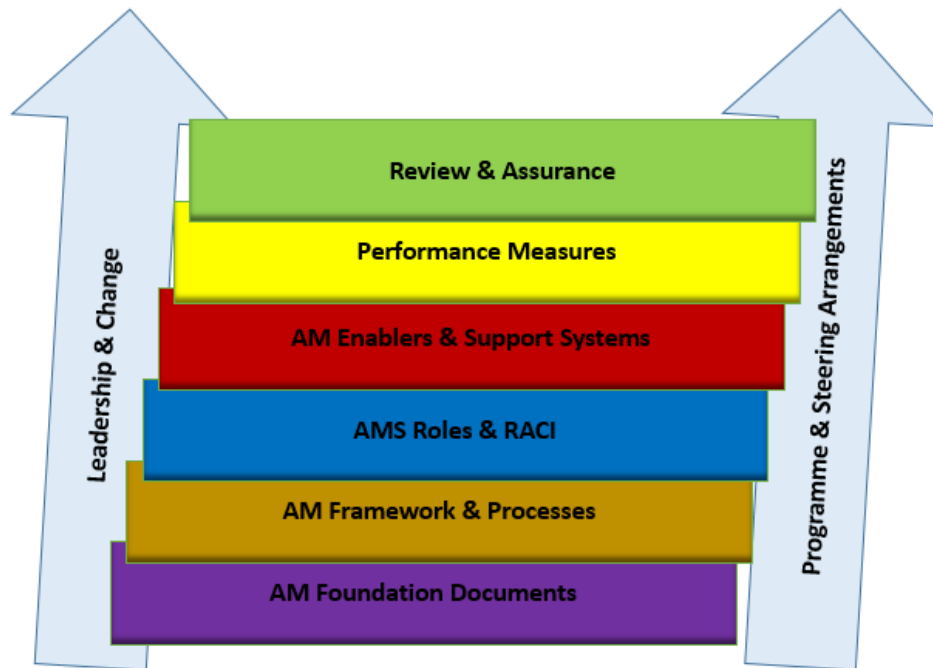 Review & Assurance
Performance Measures
AM Enablers & Support Systems
AMS Roles & RACI
AM Framework & Processes
AM Foundation Documents
Leadership & Change
Programme & Steering Arrangements